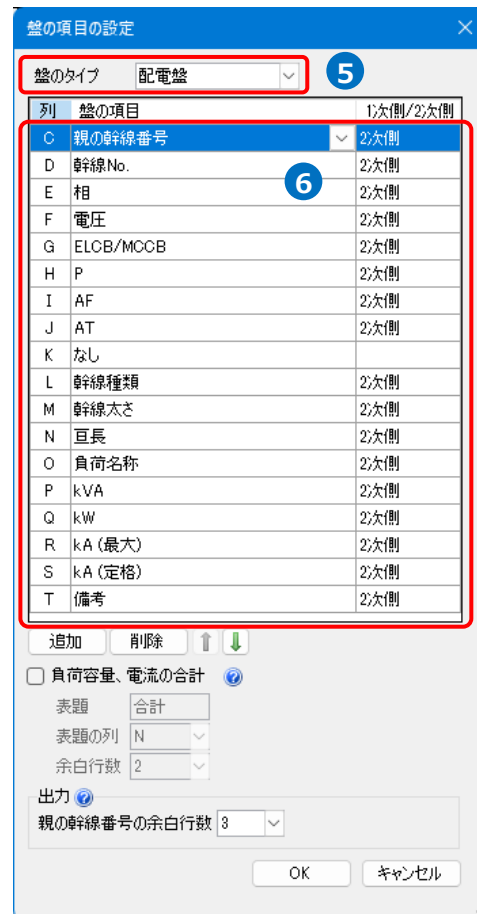 盤の項目の設定
盤のタイプ 配電盤 5
列 盤の項目 1次側/2次側
C 親の幹線番号 2次側
D 幹線No. 2次側
6
E 相 2次側
F 電圧 2次側
G ELCB/MCCB 2次側
H P 2次側
I AF 2次側
J AT 2次側
K なし
L 幹線種類 2次側
M 幹線太さ 2次側
N 亘長 2次側
O 負荷名称 2次側
P kVA 2次側
Q kW 2次側
R kA (最大) 2次側
S kA (定格) 2次側
T 備考 2次側
追加 削除
負荷容量、電流の合計
表題 合計
表題の列 N
余白行数 2
出力
親の幹線番号の余白行数 3
OK キャンセル